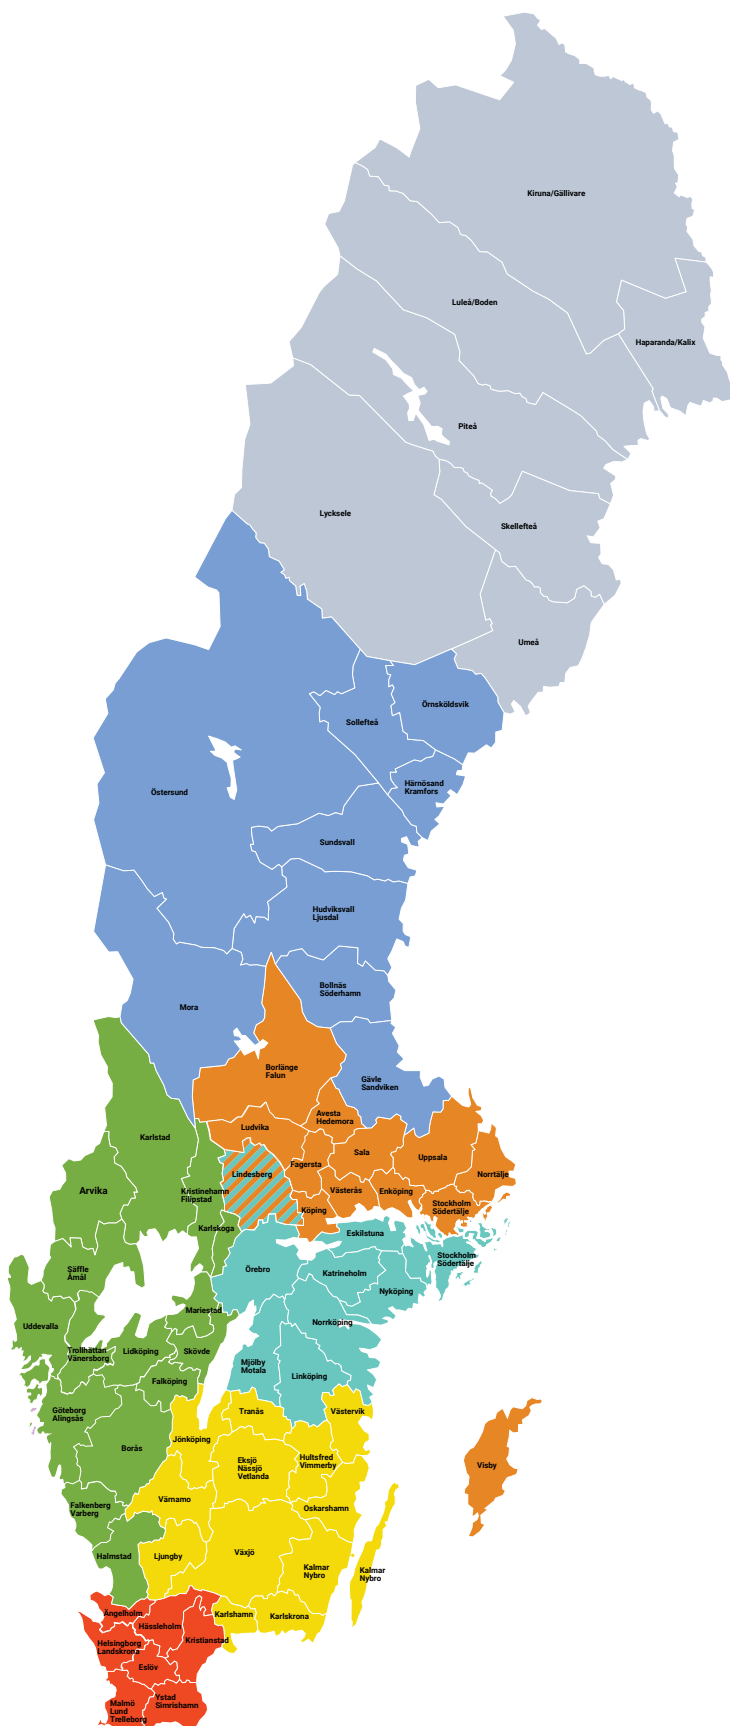 Kiruna/Gällivare
Luleå/Boden
Haparanda/Kalix
Piteå
Lycksele
Skellefteå
Umeå
Örnsköldsvik
Sollefteå
Härnösand
Kramfors
Östersund
Sundsvall
Hudviksvall
Ljusdal
Bollnäs
Söderhamn
Mora
Borlänge
Falun
Gävle
Sandviken
Avesta
Hedemora
Ludvika
Karlstad
Sala
Uppsala
Fagersta
Lindesberg
Norrtälje
Arvika
Kristinehamn
Filipstad
Västerås
Enköping
Stockholm
Södertälje
Köping
Karlskoga
Eskilstuna
Stockholm
Södertälje
Örebro
Katrineholm
Säffle
Åmål
Nyköping
Mariestad
Norrköping
Uddevalla
Trollhättan
Vänersborg
Lidköping
Skövde
Mjölby
Motala
Linköping
Falköping
Göteborg
Alingsås
Tranås
Västervik
Jönköping
Borås
Eksjö
Nässjö
Vetlanda
Hultsfred
Vimmerby
Visby
Värnamo
Falkenberg
Varberg
Oskarshamn
Halmstad
Ljungby
Växjö
Kalmar
Nybro
Kalmar
Nybro
Ängelholm
Karlshamn
Karlskrona
Hässleholm
Kristianstad
Helsingborg
Landskrona
Eslöv
Malmö
Lund
Trelleborg
Ystad
Simrishamn